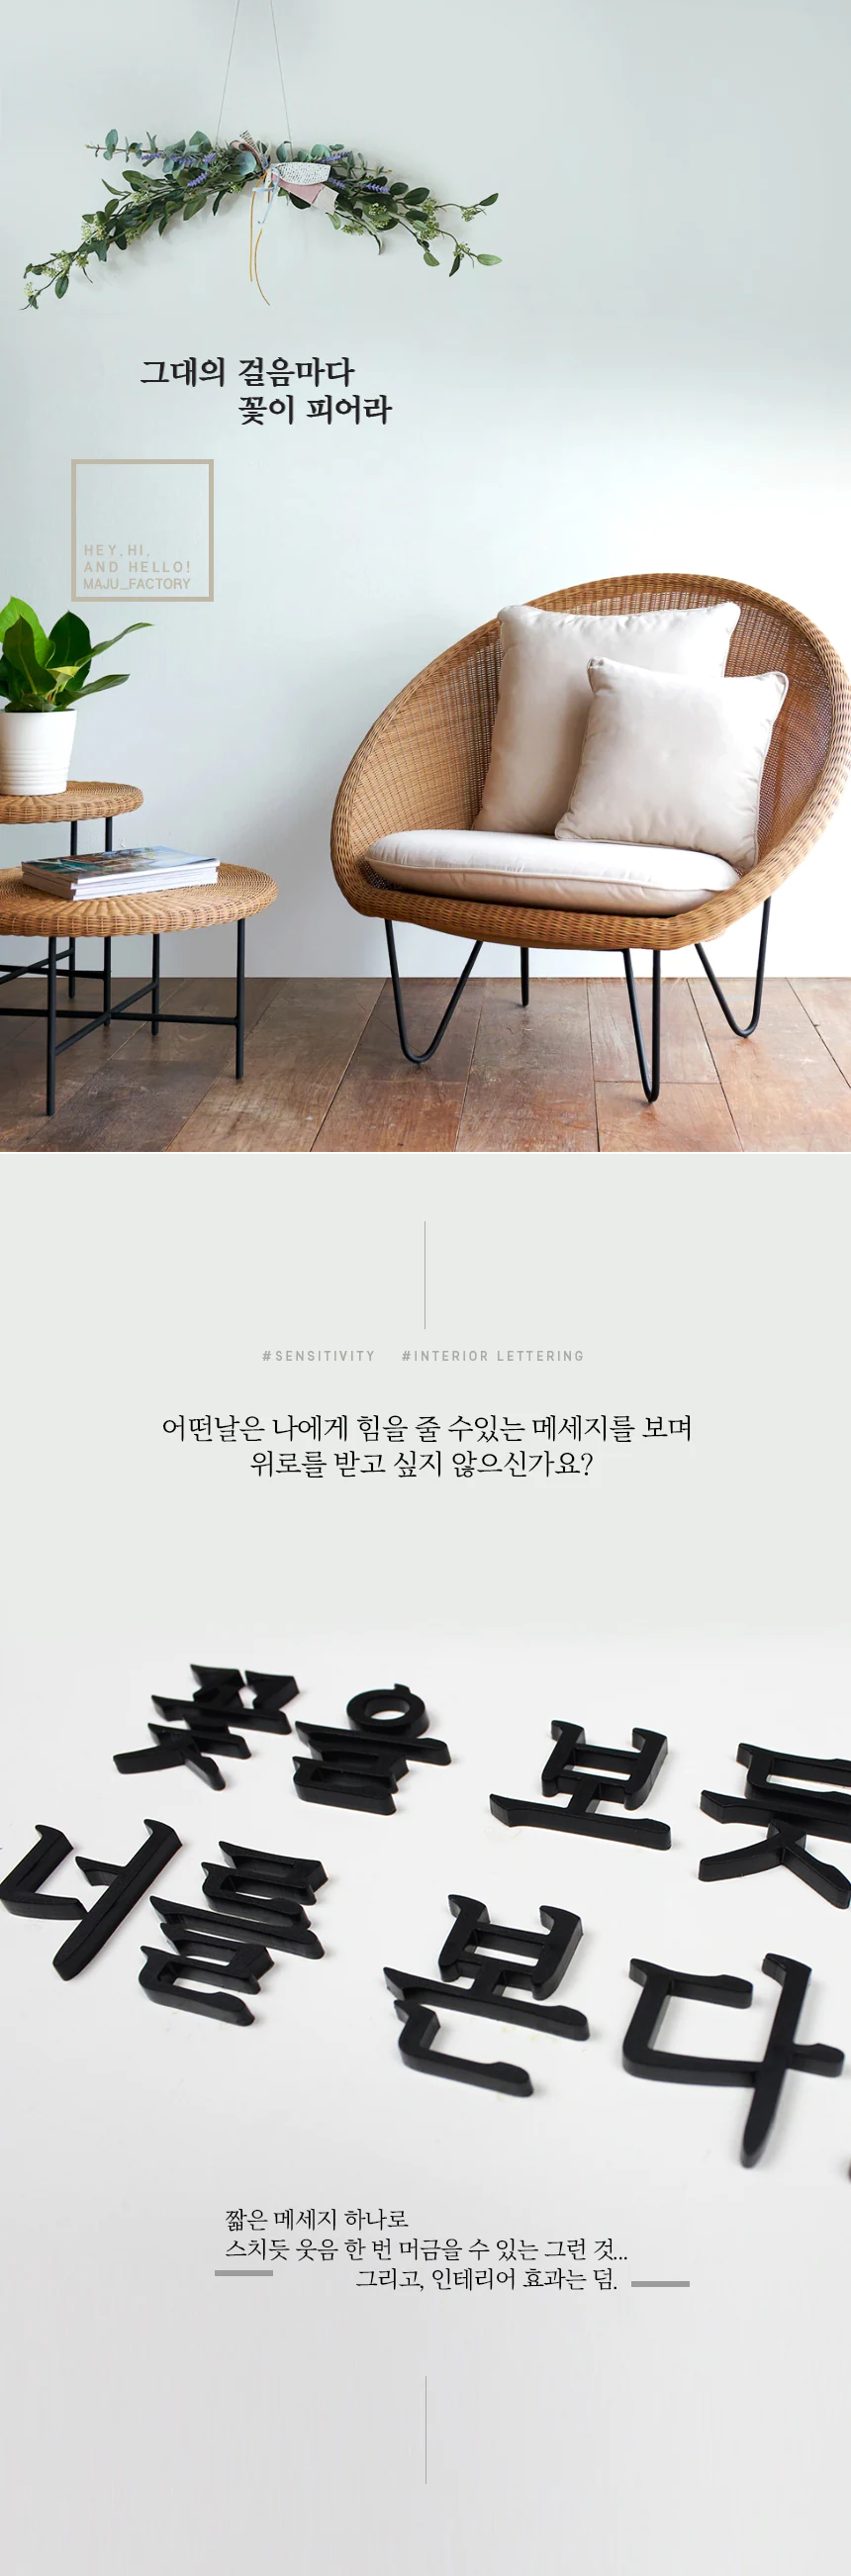 그대의 걸음마다
꽃이 피어라
HEY, HI,
AND HELLO!
MAJU_FACTORY
#SENSITIVITY #INTERIOR LETTERING
어떤날은 나에게 힘을 줄 수있는 메세지를 보며
위로를 받고 싶지 않으신가요?
꽃을 보듯
너를 본다
짧은 메세지 하나로
스치듯 웃음 한 번 머금을 수 있는 그런 것...
그리고, 인테리어 효과는 덤.